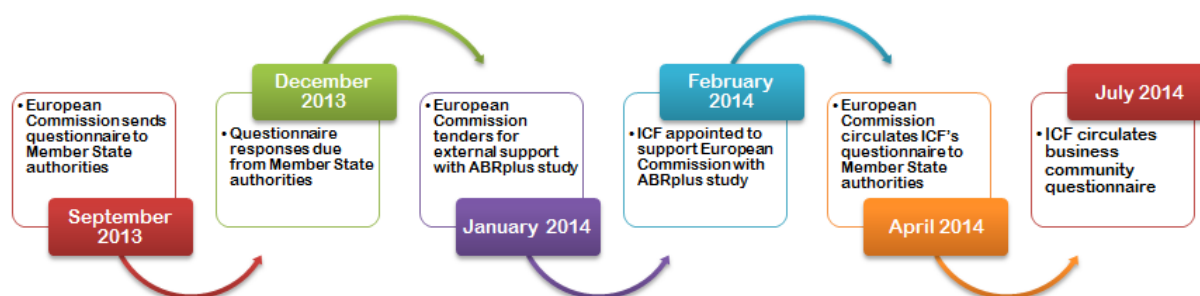 • European
Commission sends
questionnaire to
Member State
authorities
September
2013
December
2013
• Questionnaire
responses due
from Member State
authorities
• European
Commission
tenders for
external support
with ABRplus study
January 2014
February
2014
• ICF appointed to
support European
Commission with
ABRplus study
• European
Commission
circulates ICF's
questionnaire to
Member State
authorities
April 2014
July 2014
• ICF circulates
business
community
questionnaire